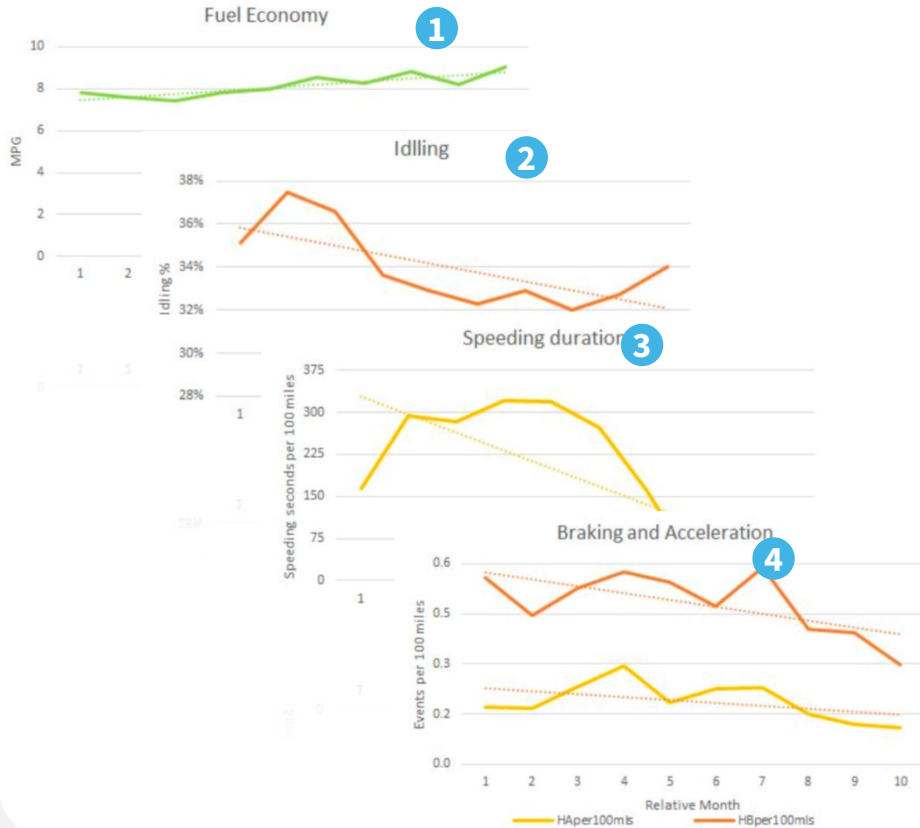 Fuel Economy
1
10
8
6
4
2
0
MPG
1 2
Idlling
2
38%
36%
34%
32%
30%
28%
Idling %
1
Speeding duration
3
375
300
225
150
75
0
Speeding seconds per 100 miles
1
Braking and Acceleration
4
0.6
0.5
0.3
0.2
0.0
Events per 100 miles
1 2 3 4 5 6 7 8 9 10
Relative Month
HAper100mls HBper100mls